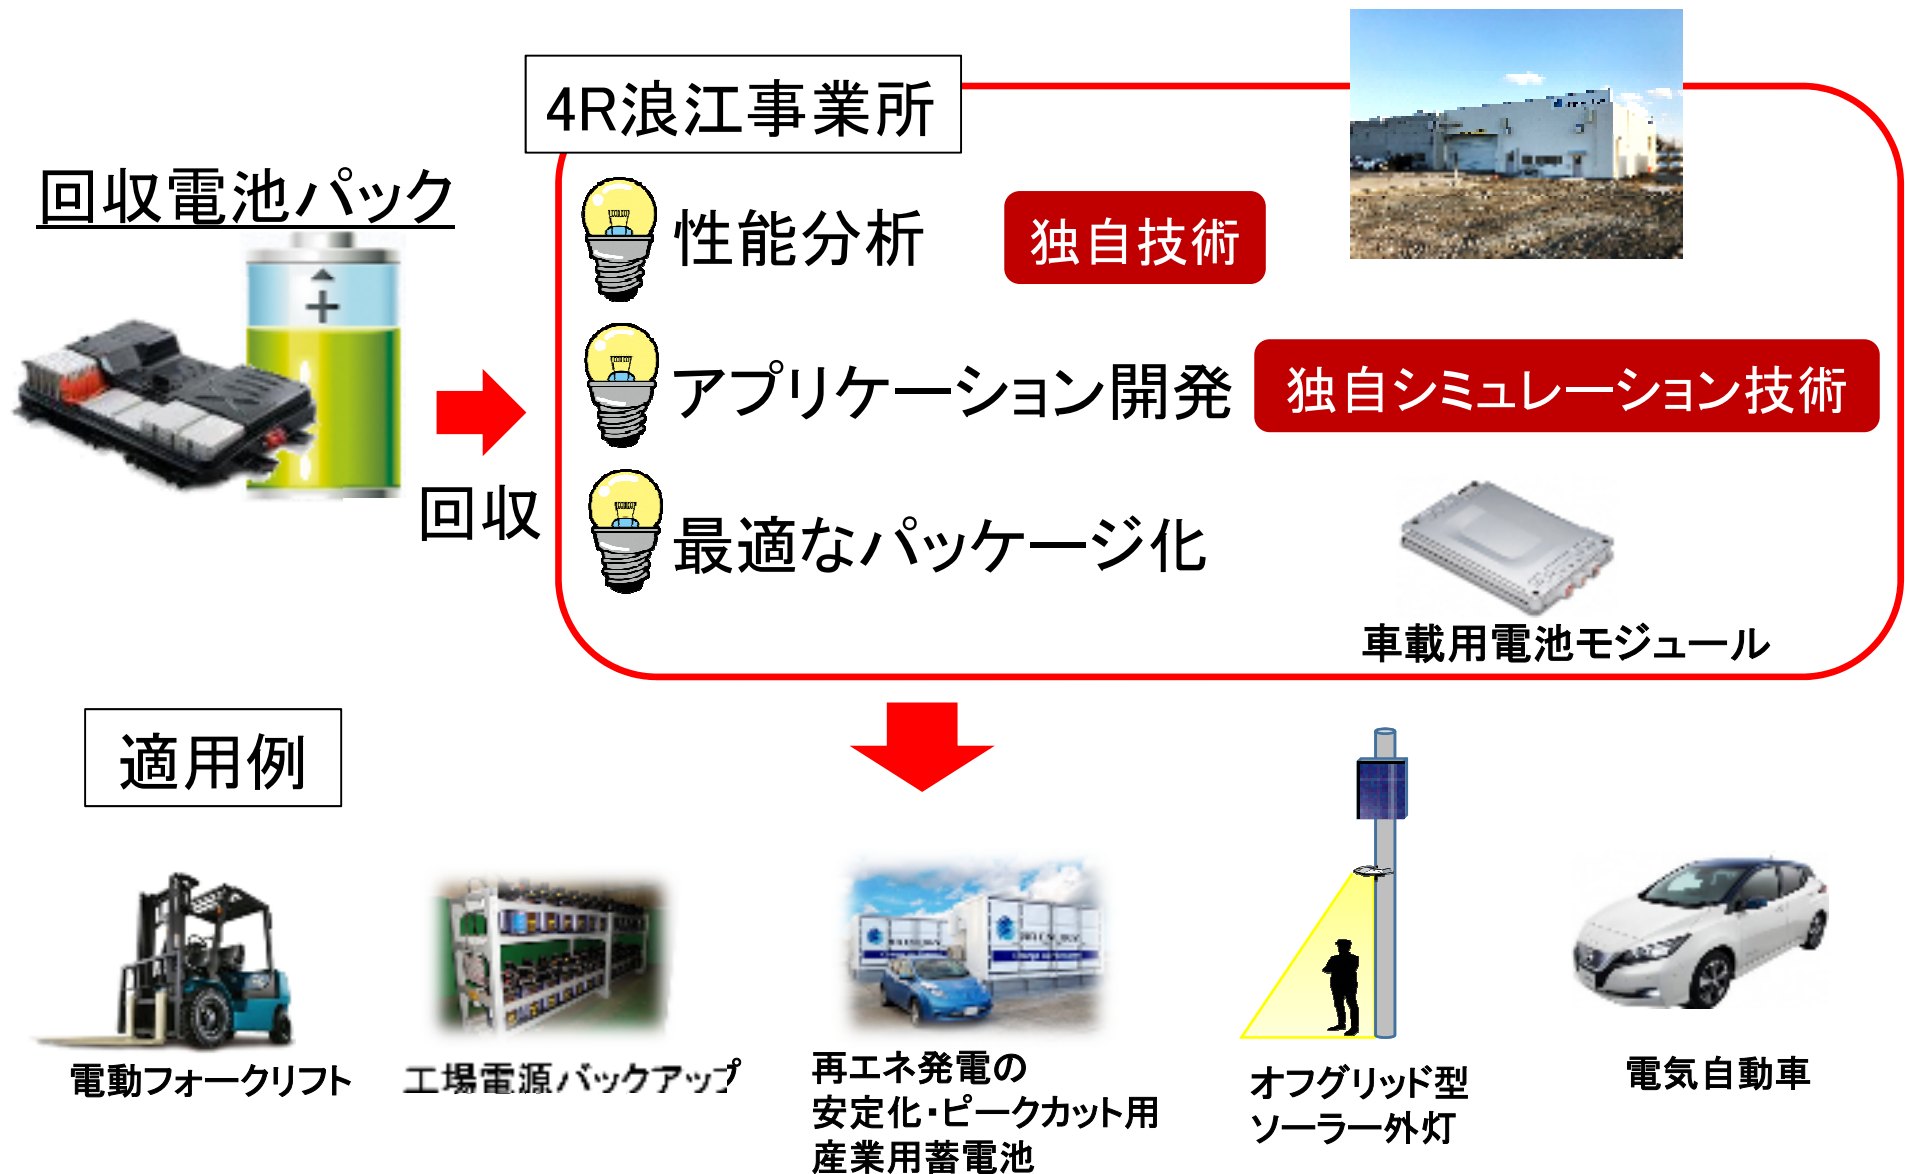 4R浪江事業所
回収電池パック
性能分析
独自技術
アプリケーション開発
独自シミュレーション技術
回収
最適なパッケージ化
車載用電池モジュール
適用例
電動フォークリフト
工場電源バックアップ
再エネ発電の
安定化・ピークカット用
産業用蓄電池
オフグリッド型
ソーラー外灯
電気自動車